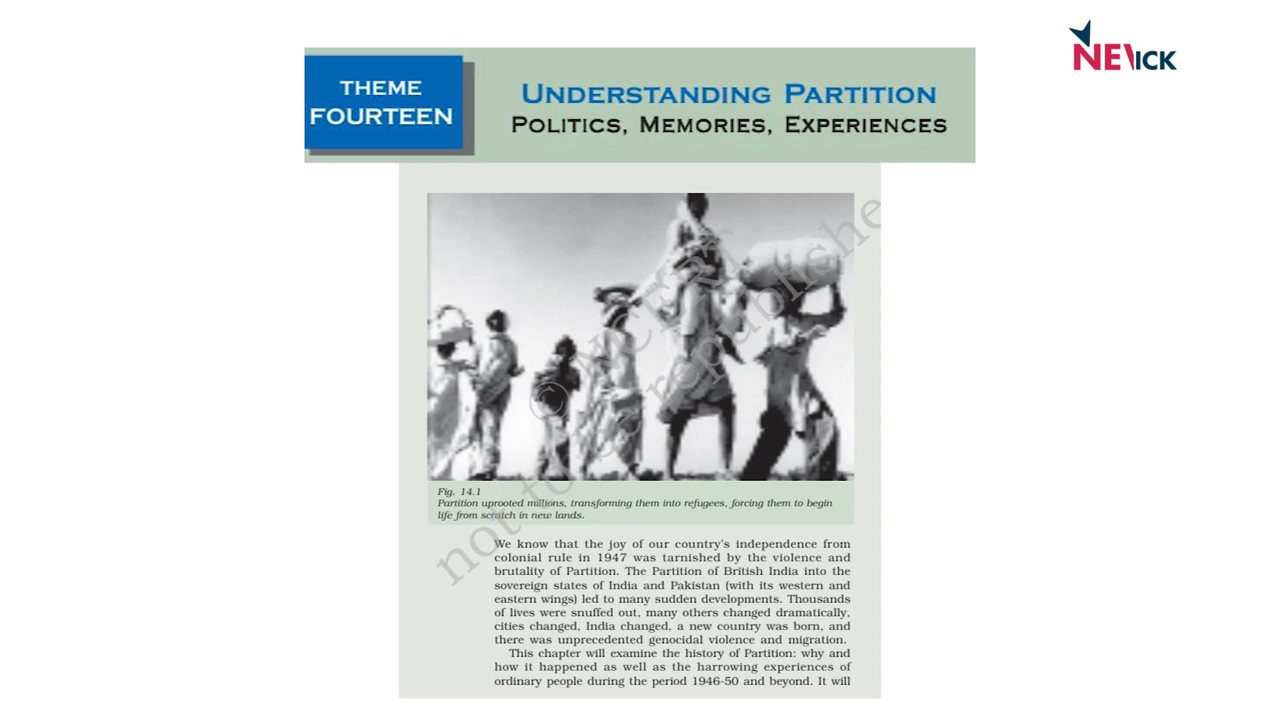 NEVICK
THEME
FOURTEEN
UNDERSTANDING PARTITION
POLITICS, MEMORIES, EXPERIENCES
© NCERT
not to be republishe
Fig. 14.1
Partition uprooted millions, transforming them into refugees, forcing them to begin
life from scratch in new lands.
We know that the joy of our country's independence from
colonial rule in 1947 was tarnished by the violence and
brutality of Partition. The Partition of British India into the
sovereign states of India and Pakistan (with its western and
eastern wings) led to many sudden developments. Thousands
of lives were snuffed out, many others changed dramatically,
cities changed, India changed, a new country was born, and
there was unprecedented genocidal violence and migration.
This chapter will examine the history of Partition: why and
how it happened as well as the harrowing experiences of
ordinary people during the period 1946-50 and beyond. It will